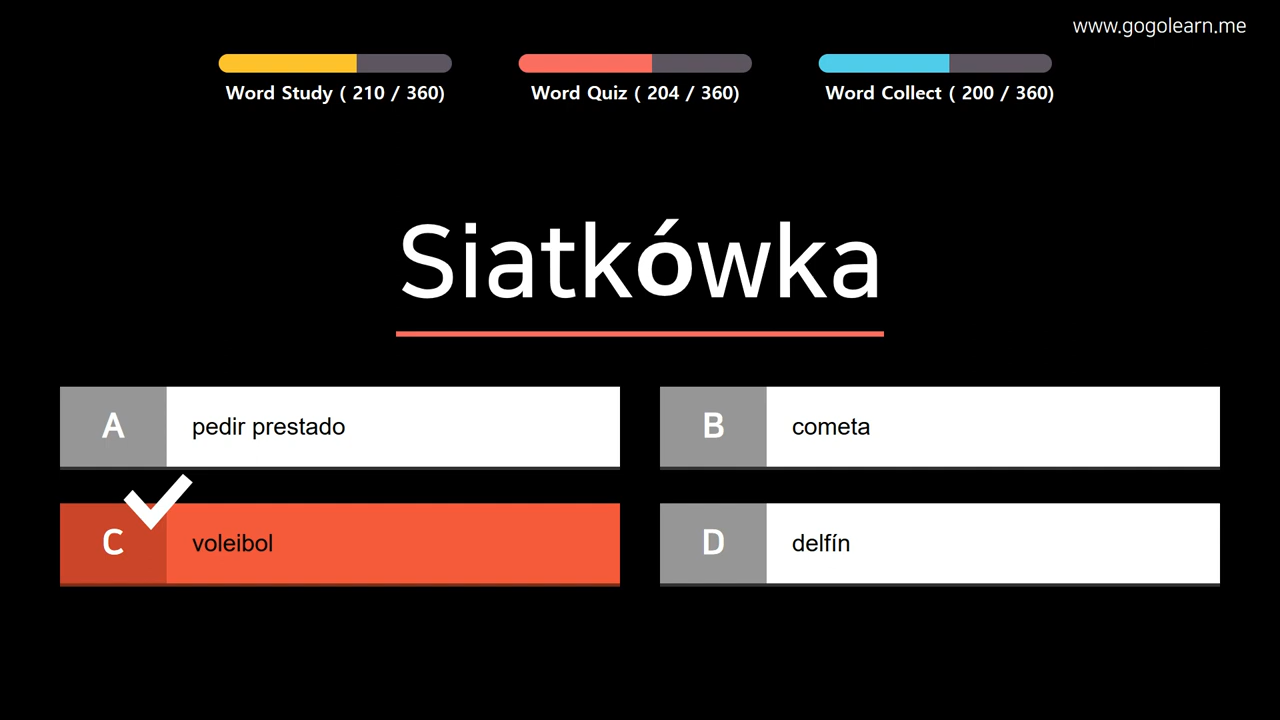 www.gogolearn.me
Word Study ( 210 / 360)
Word Quiz ( 204 / 360)
Word Collect ( 200 / 360)
Siatkówka
A pedir prestado
B cometa
C voleibol
D delfín